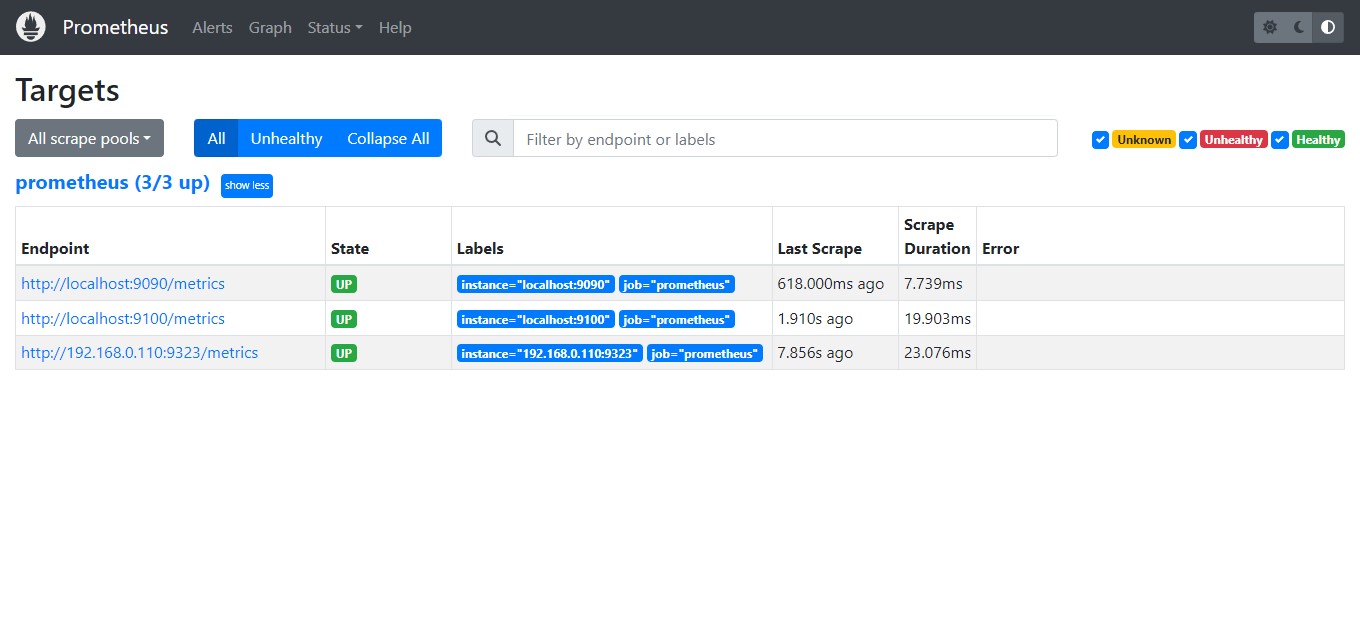 Prometheus Alerts Graph Status Help
Targets
All scrape pools All Unhealthy Collapse All Filter by endpoint or labels Unknown Unhealthy Healthy
prometheus (3/3 up) show less
Endpoint State Labels Last Scrape Scrape Duration Error
http://localhost:9090/metrics UP instance="localhost:9090" job="prometheus" 618.000ms ago 7.739ms
http://localhost:9100/metrics UP instance="localhost:9100" job="prometheus" 1.910s ago 19.903ms
http://192.168.0.110:9323/metrics UP instance="192.168.0.110:9323" job="prometheus" 7.856s ago 23.076ms